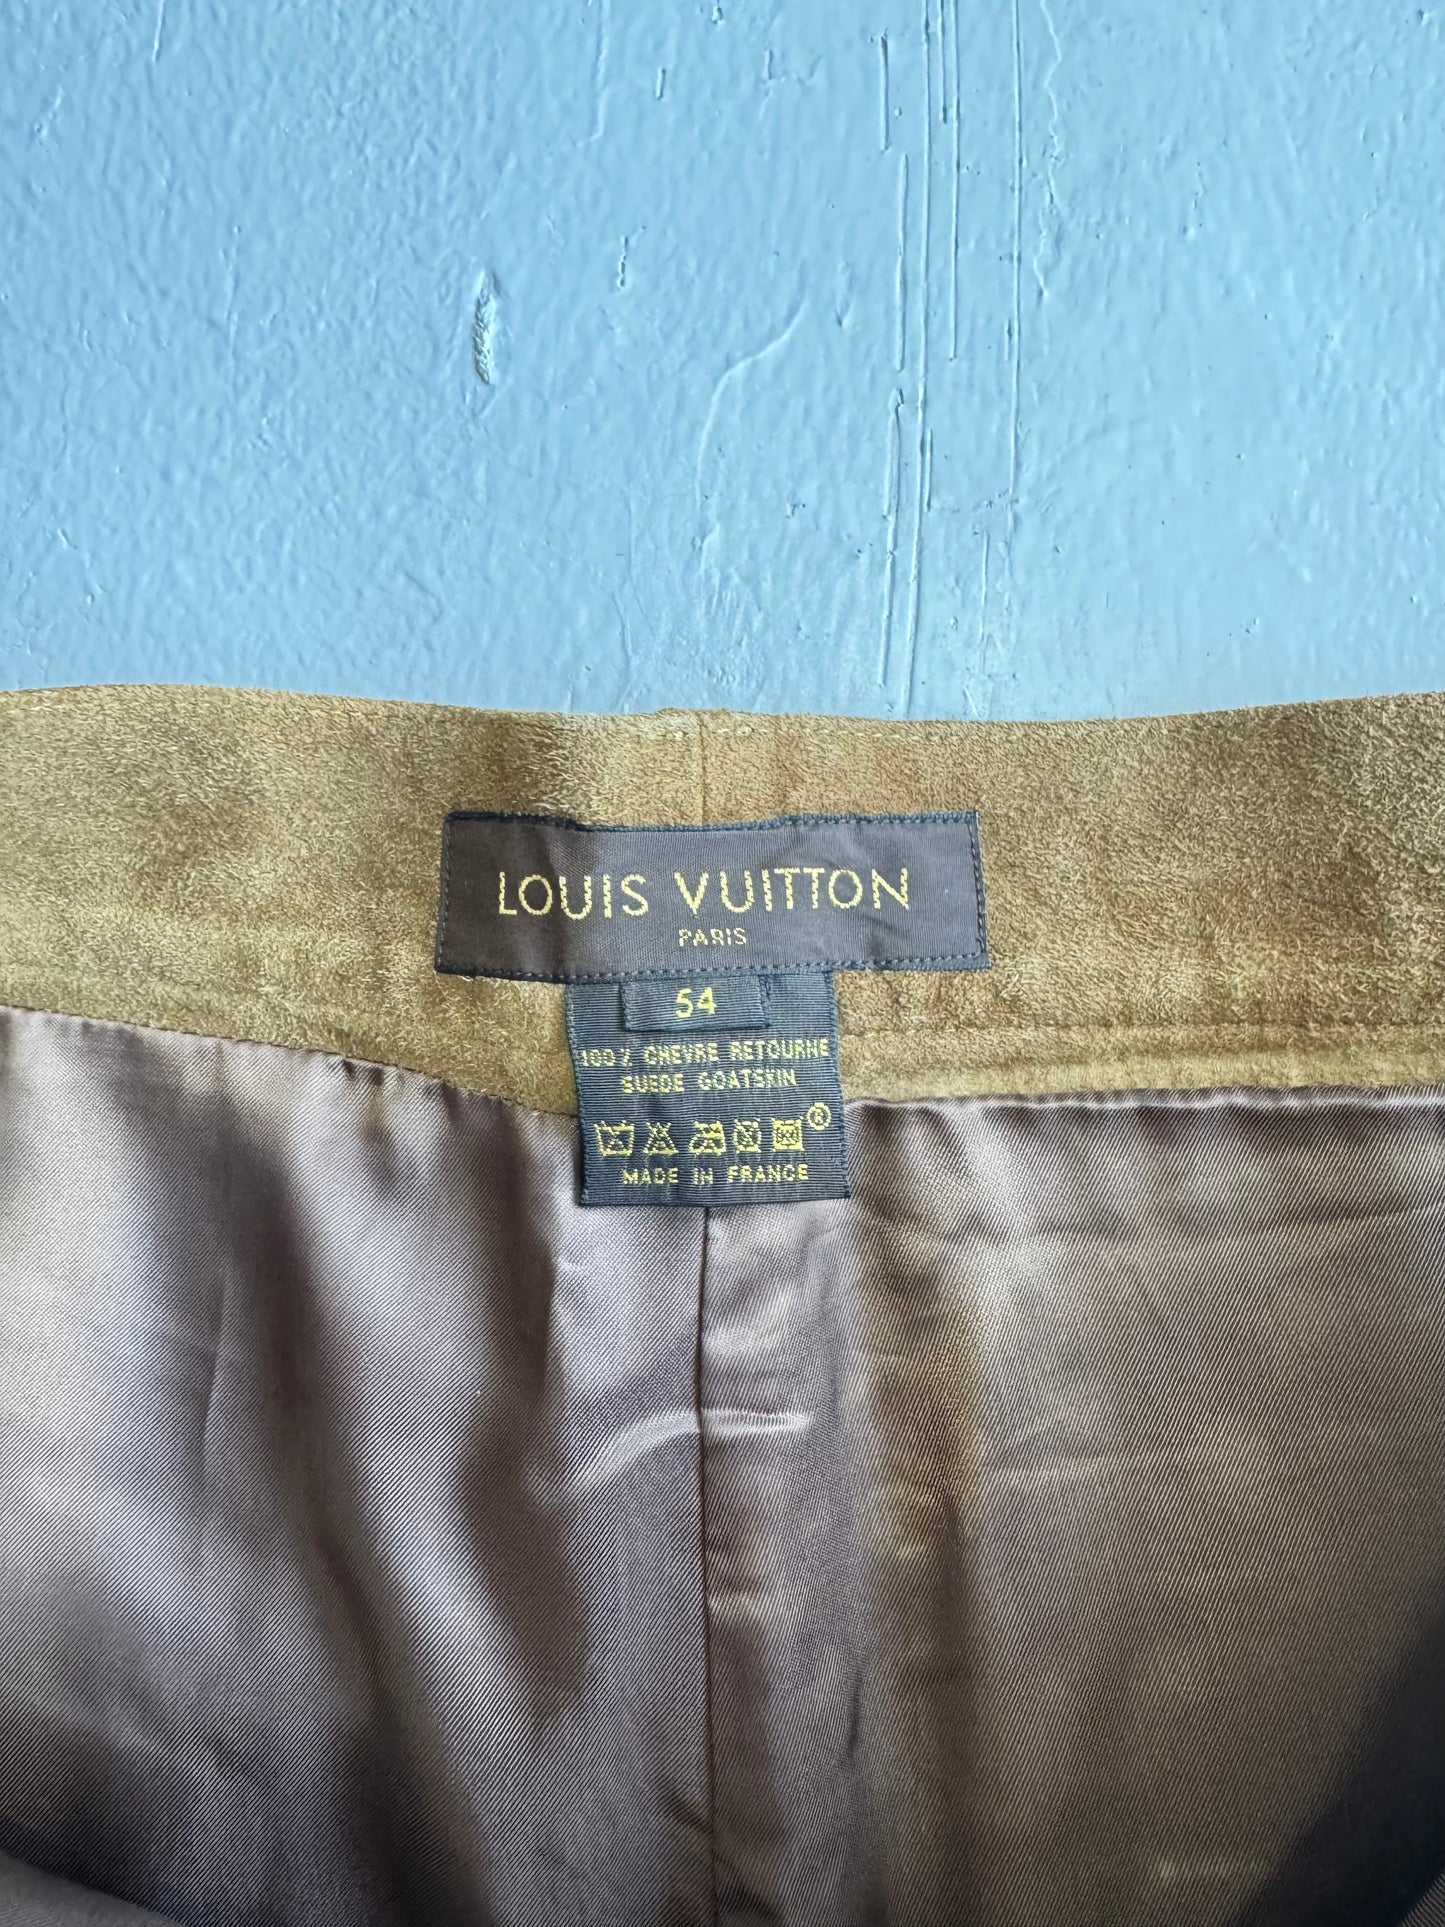 LOUIS VUITTON
PARIS
54
100% CHEVRE RETOURNE
SUEDE GOATSKIN
®
MADE IN FRANCE